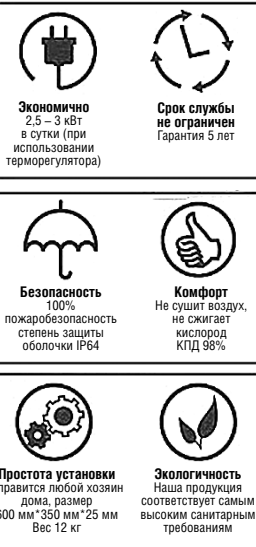 Экономично
2,5 – 3 кВт
в сутки (при
использовании
терморегулятора)
Срок службы
не ограничен
Гарантия 5 лет
Безопасность
100%
пожаробезопасность
степень защиты
оболочки IP64
Комфорт
Не сушит воздух,
не сжигает
кислород
КПД 98%
Простота установки
правится любой хозяин
дома, размер
600 мм*350 мм*25 мм
Вес 12 кг
Экологичность
Наша продукция
соответствует самым
высоким санитарным
требованиям